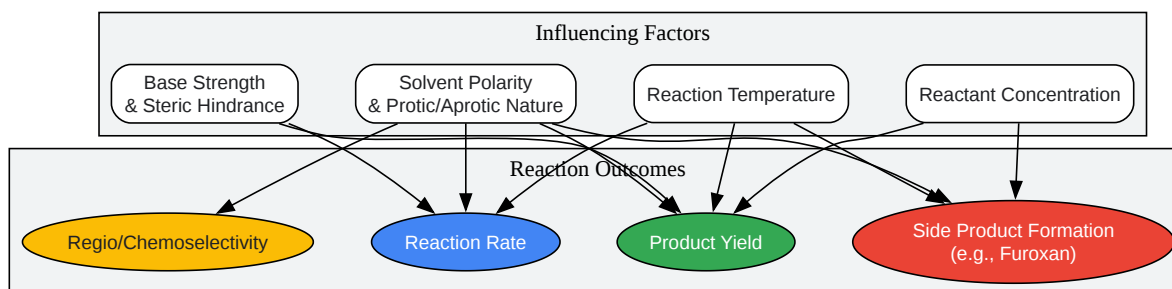 Influencing Factors
Base Strength
& Steric Hindrance
Solvent Polarity
& Protic/Aprotic Nature
Reaction Temperature
Reactant Concentration
Reaction Outcomes
Regio/Chemoselectivity
Reaction Rate
Product Yield
Side Product Formation
(e.g., Furoxan)